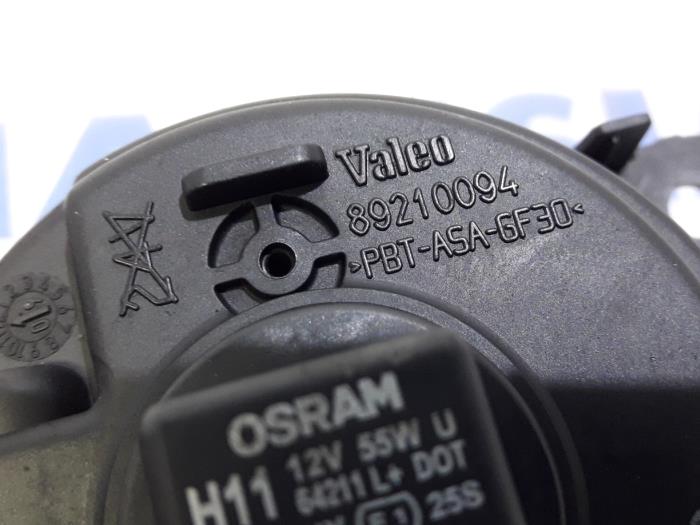 Valeo
89210094
>PBT-ASA-GF30<
OSRAM
12V 55W U
H11 64211 L+ DOT
25S